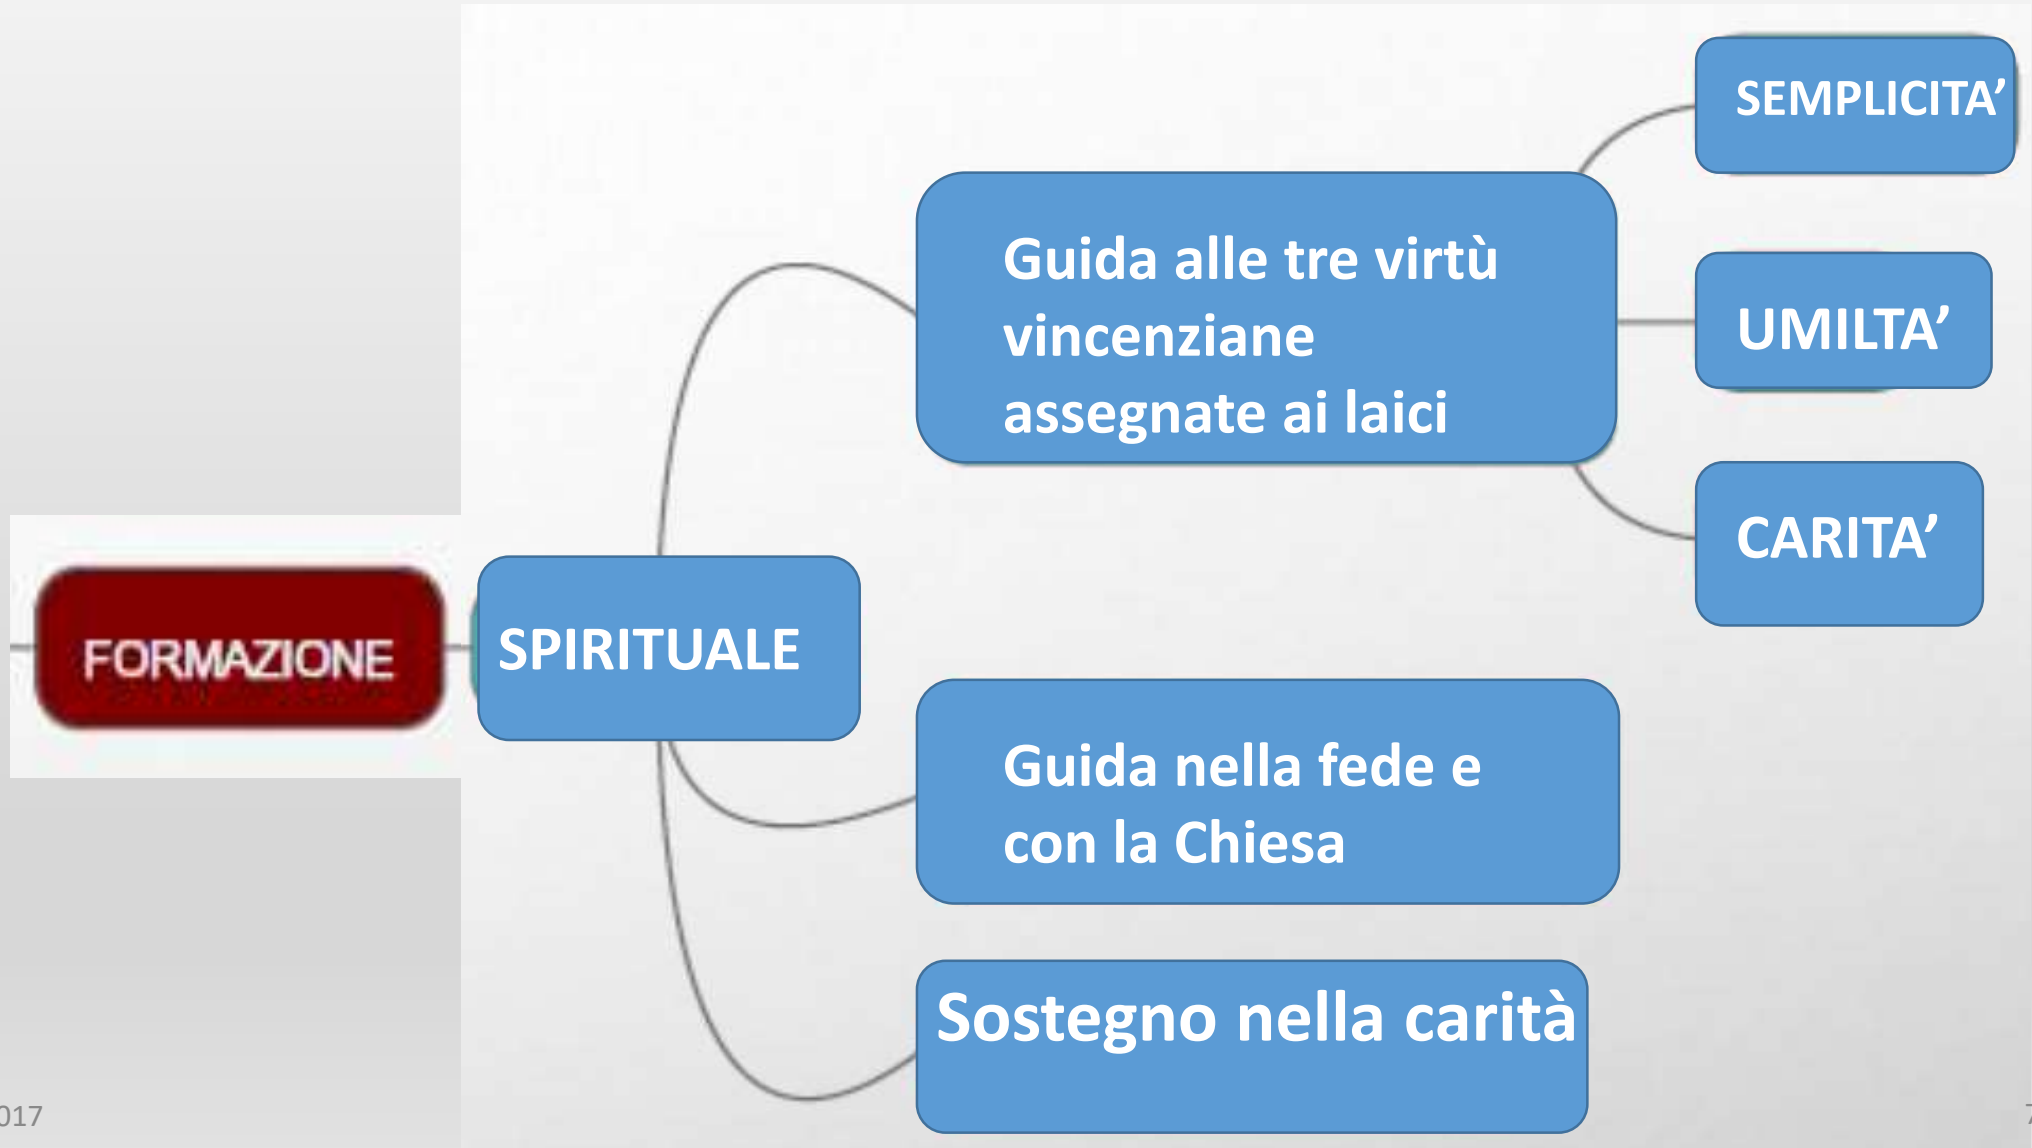 FORMAZIONE
SPIRITUALE
Guida alle tre virtù
vincenziane
assegnate ai laici
SEMPLICITA’
UMILTA’
CARITA’
Guida nella fede e
con la Chiesa
Sostegno nella carità
017
7